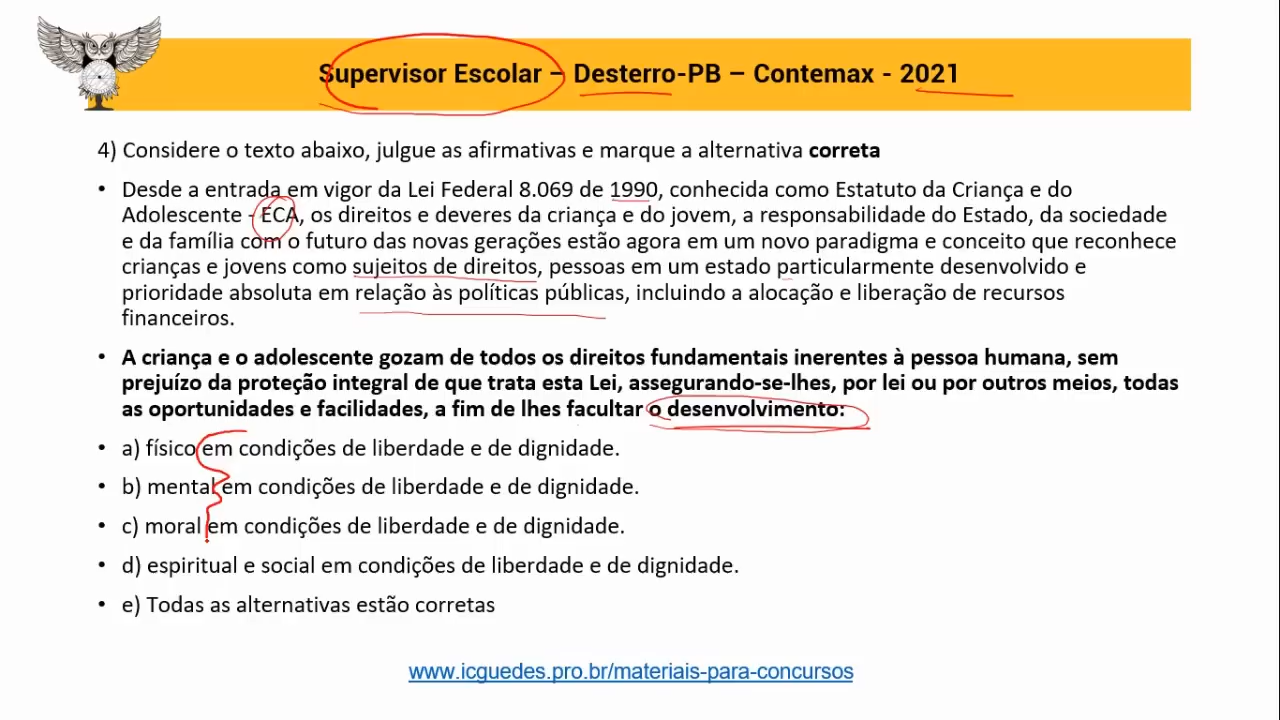 Supervisor Escolar – Desterro-PB – Contemax - 2021
4) Considere o texto abaixo, julgue as afirmativas e marque a alternativa correta
• Desde a entrada em vigor da Lei Federal 8.069 de 1990, conhecida como Estatuto da Criança e do
Adolescente - ECA, os direitos e deveres da criança e do jovem, a responsabilidade do Estado, da sociedade
e da família com o futuro das novas gerações estão agora em um novo paradigma e conceito que reconhece
crianças e jovens como sujeitos de direitos, pessoas em um estado particularmente desenvolvido e
prioridade absoluta em relação às políticas públicas, incluindo a alocação e liberação de recursos
financeiros.
• A criança e o adolescente gozam de todos os direitos fundamentais inerentes à pessoa humana, sem
prejuízo da proteção integral de que trata esta Lei, assegurando-se-lhes, por lei ou por outros meios, todas
as oportunidades e facilidades, a fim de lhes facultar o desenvolvimento:
• a) físico em condições de liberdade e de dignidade.
• b) mental em condições de liberdade e de dignidade.
• c) moral em condições de liberdade e de dignidade.
• d) espiritual e social em condições de liberdade e de dignidade.
• e) Todas as alternativas estão corretas
www.icguedes.pro.br/materiais-para-concursos